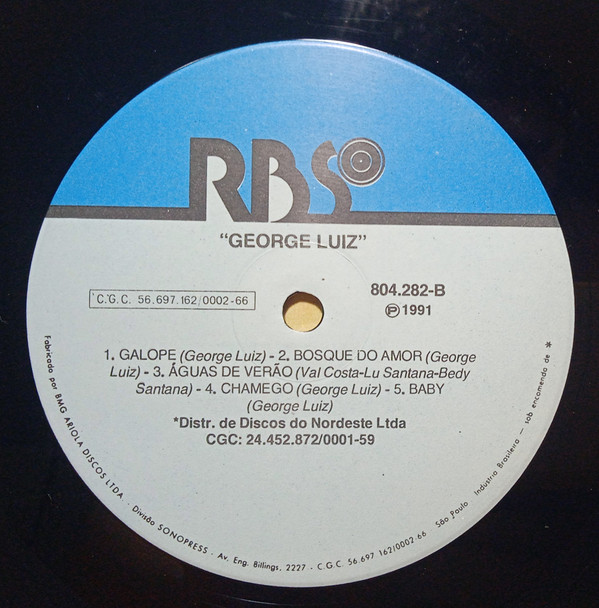 RBS
"GEORGE LUIZ"
C.G.C. 56.697.162/0002-66
804.282-B
Ⓟ 1991
1. GALOPE (George Luiz) - 2. BOSQUE DO AMOR (George
Luiz) - 3. ÁGUAS DE VERÃO (Val Costa-Lu Santana-Bedy
Santana) - 4. CHAMEGO (George Luiz) - 5. BABY
(George Luiz)
*Distr. de Discos do Nordeste Ltda
CGC: 24.452.872/0001-59
Fabricado por BMG ARIOLA DISCOS LTDA - Divisão SONOPRESS - Av. Eng. Billings, 2227 - C.G.C. 56 697 162/0002-66 - São Paulo - Indústria Brasileira — sob encomenda de *